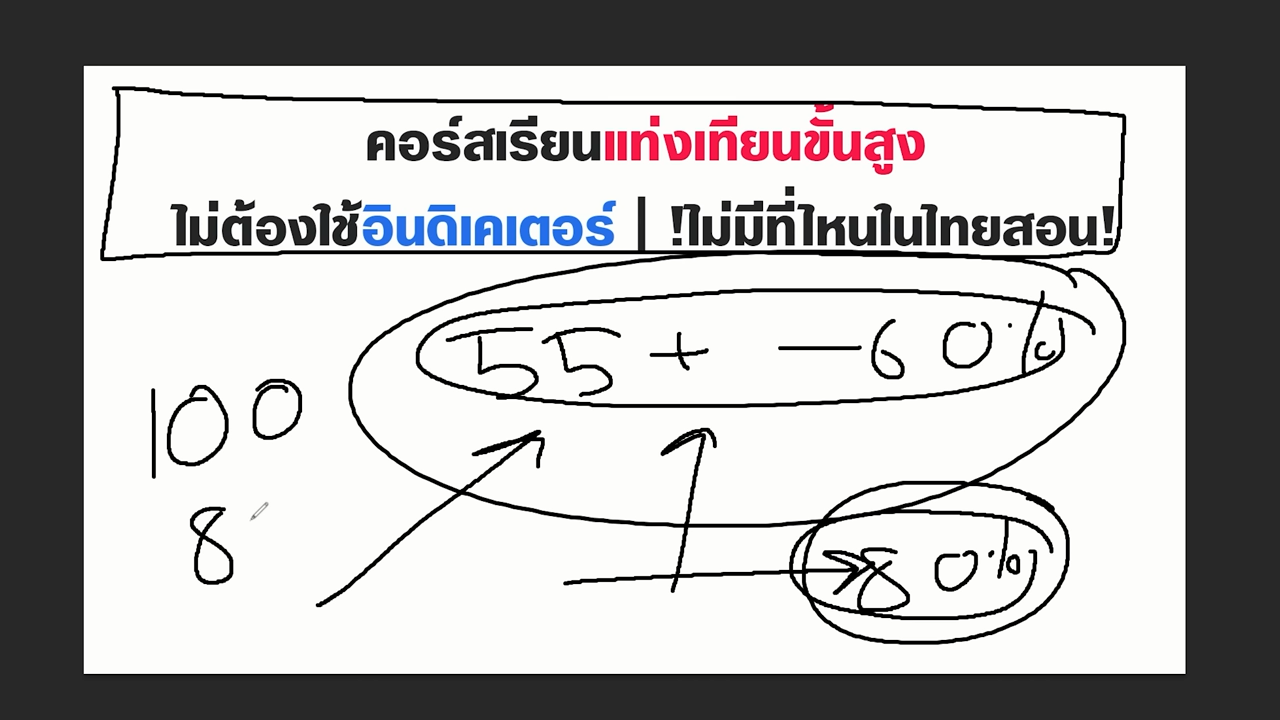 คอร์สเรียนแท่งเทียนขั้นสูง
ไม่ต้องใช้อินดิเคเตอร์ | !ไม่มีที่ไหนในไทยสอน!
55+ — 60%
100
8
80%